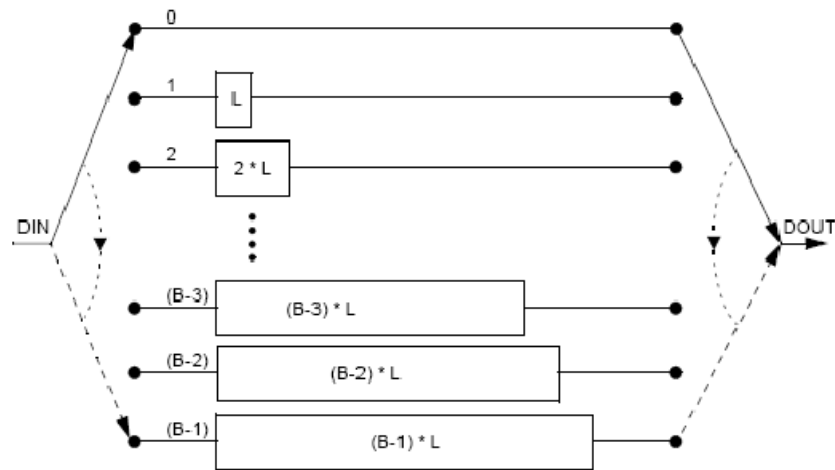 0
1
L
2
2 * L
DIN
DOUT
(B-3)
(B-3) * L
(B-2)
(B-2) * L
(B-1)
(B-1) * L